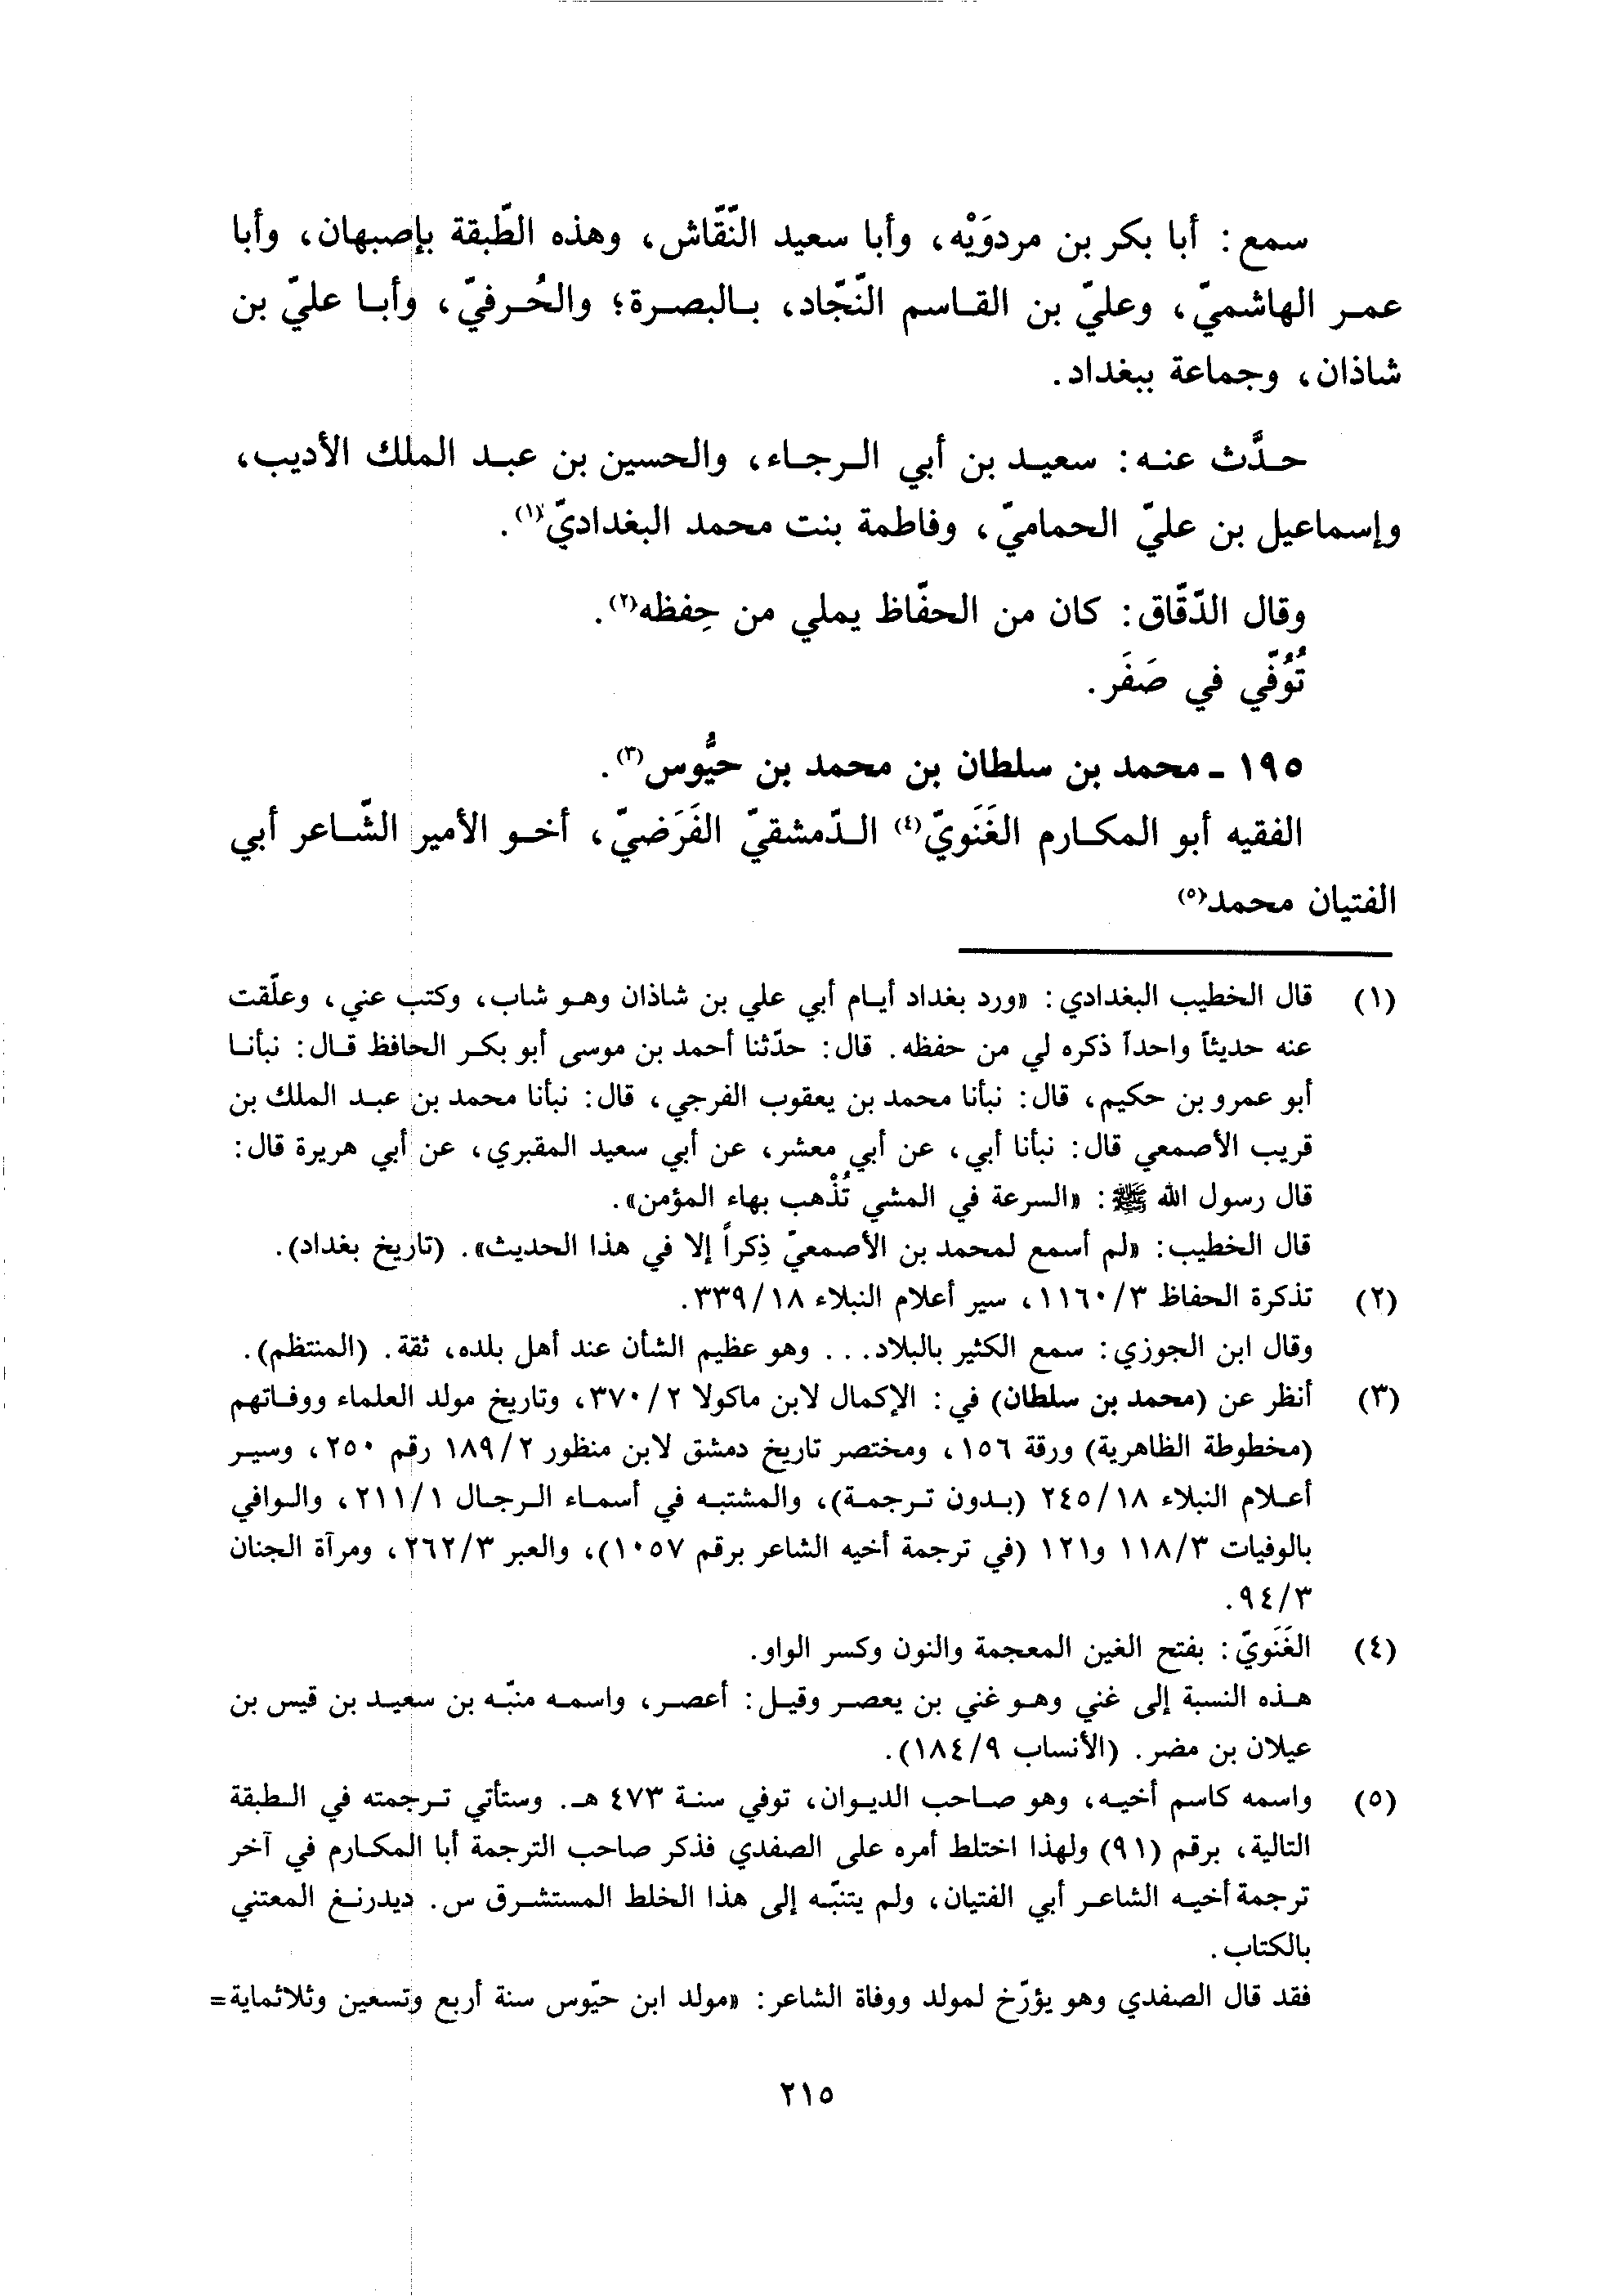 سمع: أبا بكر بن مردوَيْه، وأبا سعيد النّقّاش، وهذه الطّبقة بإصبهان، وأبا
عمر الهاشميّ، وعليّ بن القاسم النّجّاد، بالبصرة؛ والحُرفيّ، وأبا عليّ بن
شاذان، وجماعة ببغداد.
حدَّث عنه: سعيد بن أبي الرجاء، والحسين بن عبد الملك الأديب،
وإسماعيل بن عليّ الحماميّ، وفاطمة بنت محمد البغداديّ(١).
وقال الدّقّاق: كان من الحفّاظ يملي من حِفظه(٢).
تُوُفّي في صَفَر.
١٩٥ ـ محمد بن سلطان بن محمد بن حيُّوس(٣).
الفقيه أبو المكارم الغَنَويّ(٤) الدّمشقيّ الفَرَضيّ، أخو الأمير الشّاعر أبي
الفتيان محمد(٥)
(١) قال الخطيب البغدادي: «ورد بغداد أيام أبي علي بن شاذان وهو شاب، وكتب عني، وعلّقت
عنه حديثاً واحداً ذكره لي من حفظه. قال: حدّثنا أحمد بن موسى أبو بكر الحافظ قال: نبأنا
أبو عمرو بن حكيم، قال: نبأنا محمد بن يعقوب الفرجي، قال: نبأنا محمد بن عبد الملك بن
قريب الأصمعي قال: نبأنا أبي، عن أبي معشر، عن أبي سعيد المقبري، عن أبي هريرة قال:
قال رسول الله ﷺ: «السرعة في المشي تُذْهب بهاء المؤمن».
قال الخطيب: «لم أسمع لمحمد بن الأصمعيّ ذِكراً إلا في هذا الحديث». (تاريخ بغداد).
(٢) تذكرة الحفاظ ٣/١١٦٠، سير أعلام النبلاء ١٨/٣٣٩.
وقال ابن الجوزي: سمع الكثير بالبلاد... وهو عظيم الشأن عند أهل بلده، ثقة. (المنتظم).
(٣) أنظر عن (محمد بن سلطان) في: الإكمال لابن ماكولا ٢/٣٧٠، وتاريخ مولد العلماء ووفاتهم
(مخطوطة الظاهرية) ورقة ١٥٦، ومختصر تاريخ دمشق لابن منظور ٢/١٨٩ رقم ٢٥٠، وسير
أعلام النبلاء ١٨/٢٤٥ (بدون ترجمة)، والمشتبه في أسماء الرجال ١/٢١١، والوافي
بالوفيات ٣/١١٨ و١٢١ (في ترجمة أخيه الشاعر برقم ١٠٥٧)، والعبر ٣/٢٦٢، ومرآة الجنان
٣/٩٤.
(٤) الغَنَويّ: بفتح الغين المعجمة والنون وكسر الواو.
هذه النسبة إلى غني وهو غني بن يعصر وقيل: أعصر، واسمه منبّه بن سعيد بن قيس بن
عيلان بن مضر. (الأنساب ٩/١٨٤).
(٥) واسمه كاسم أخيه، وهو صاحب الديوان، توفي سنة ٤٧٣ هـ. وستأتي ترجمته في الطبقة
التالية، برقم (٩١) ولهذا اختلط أمره على الصفدي فذكر صاحب الترجمة أبا المكارم في آخر
ترجمة أخيه الشاعر أبي الفتيان، ولم يتنبّه إلى هذا الخلط المستشرق س. ديدرنغ المعتني
بالكتاب.
فقد قال الصفدي وهو يؤرّخ لمولد ووفاة الشاعر: «مولد ابن حيّوس سنة أربع وتسعين وثلاثماية=
٢١٥